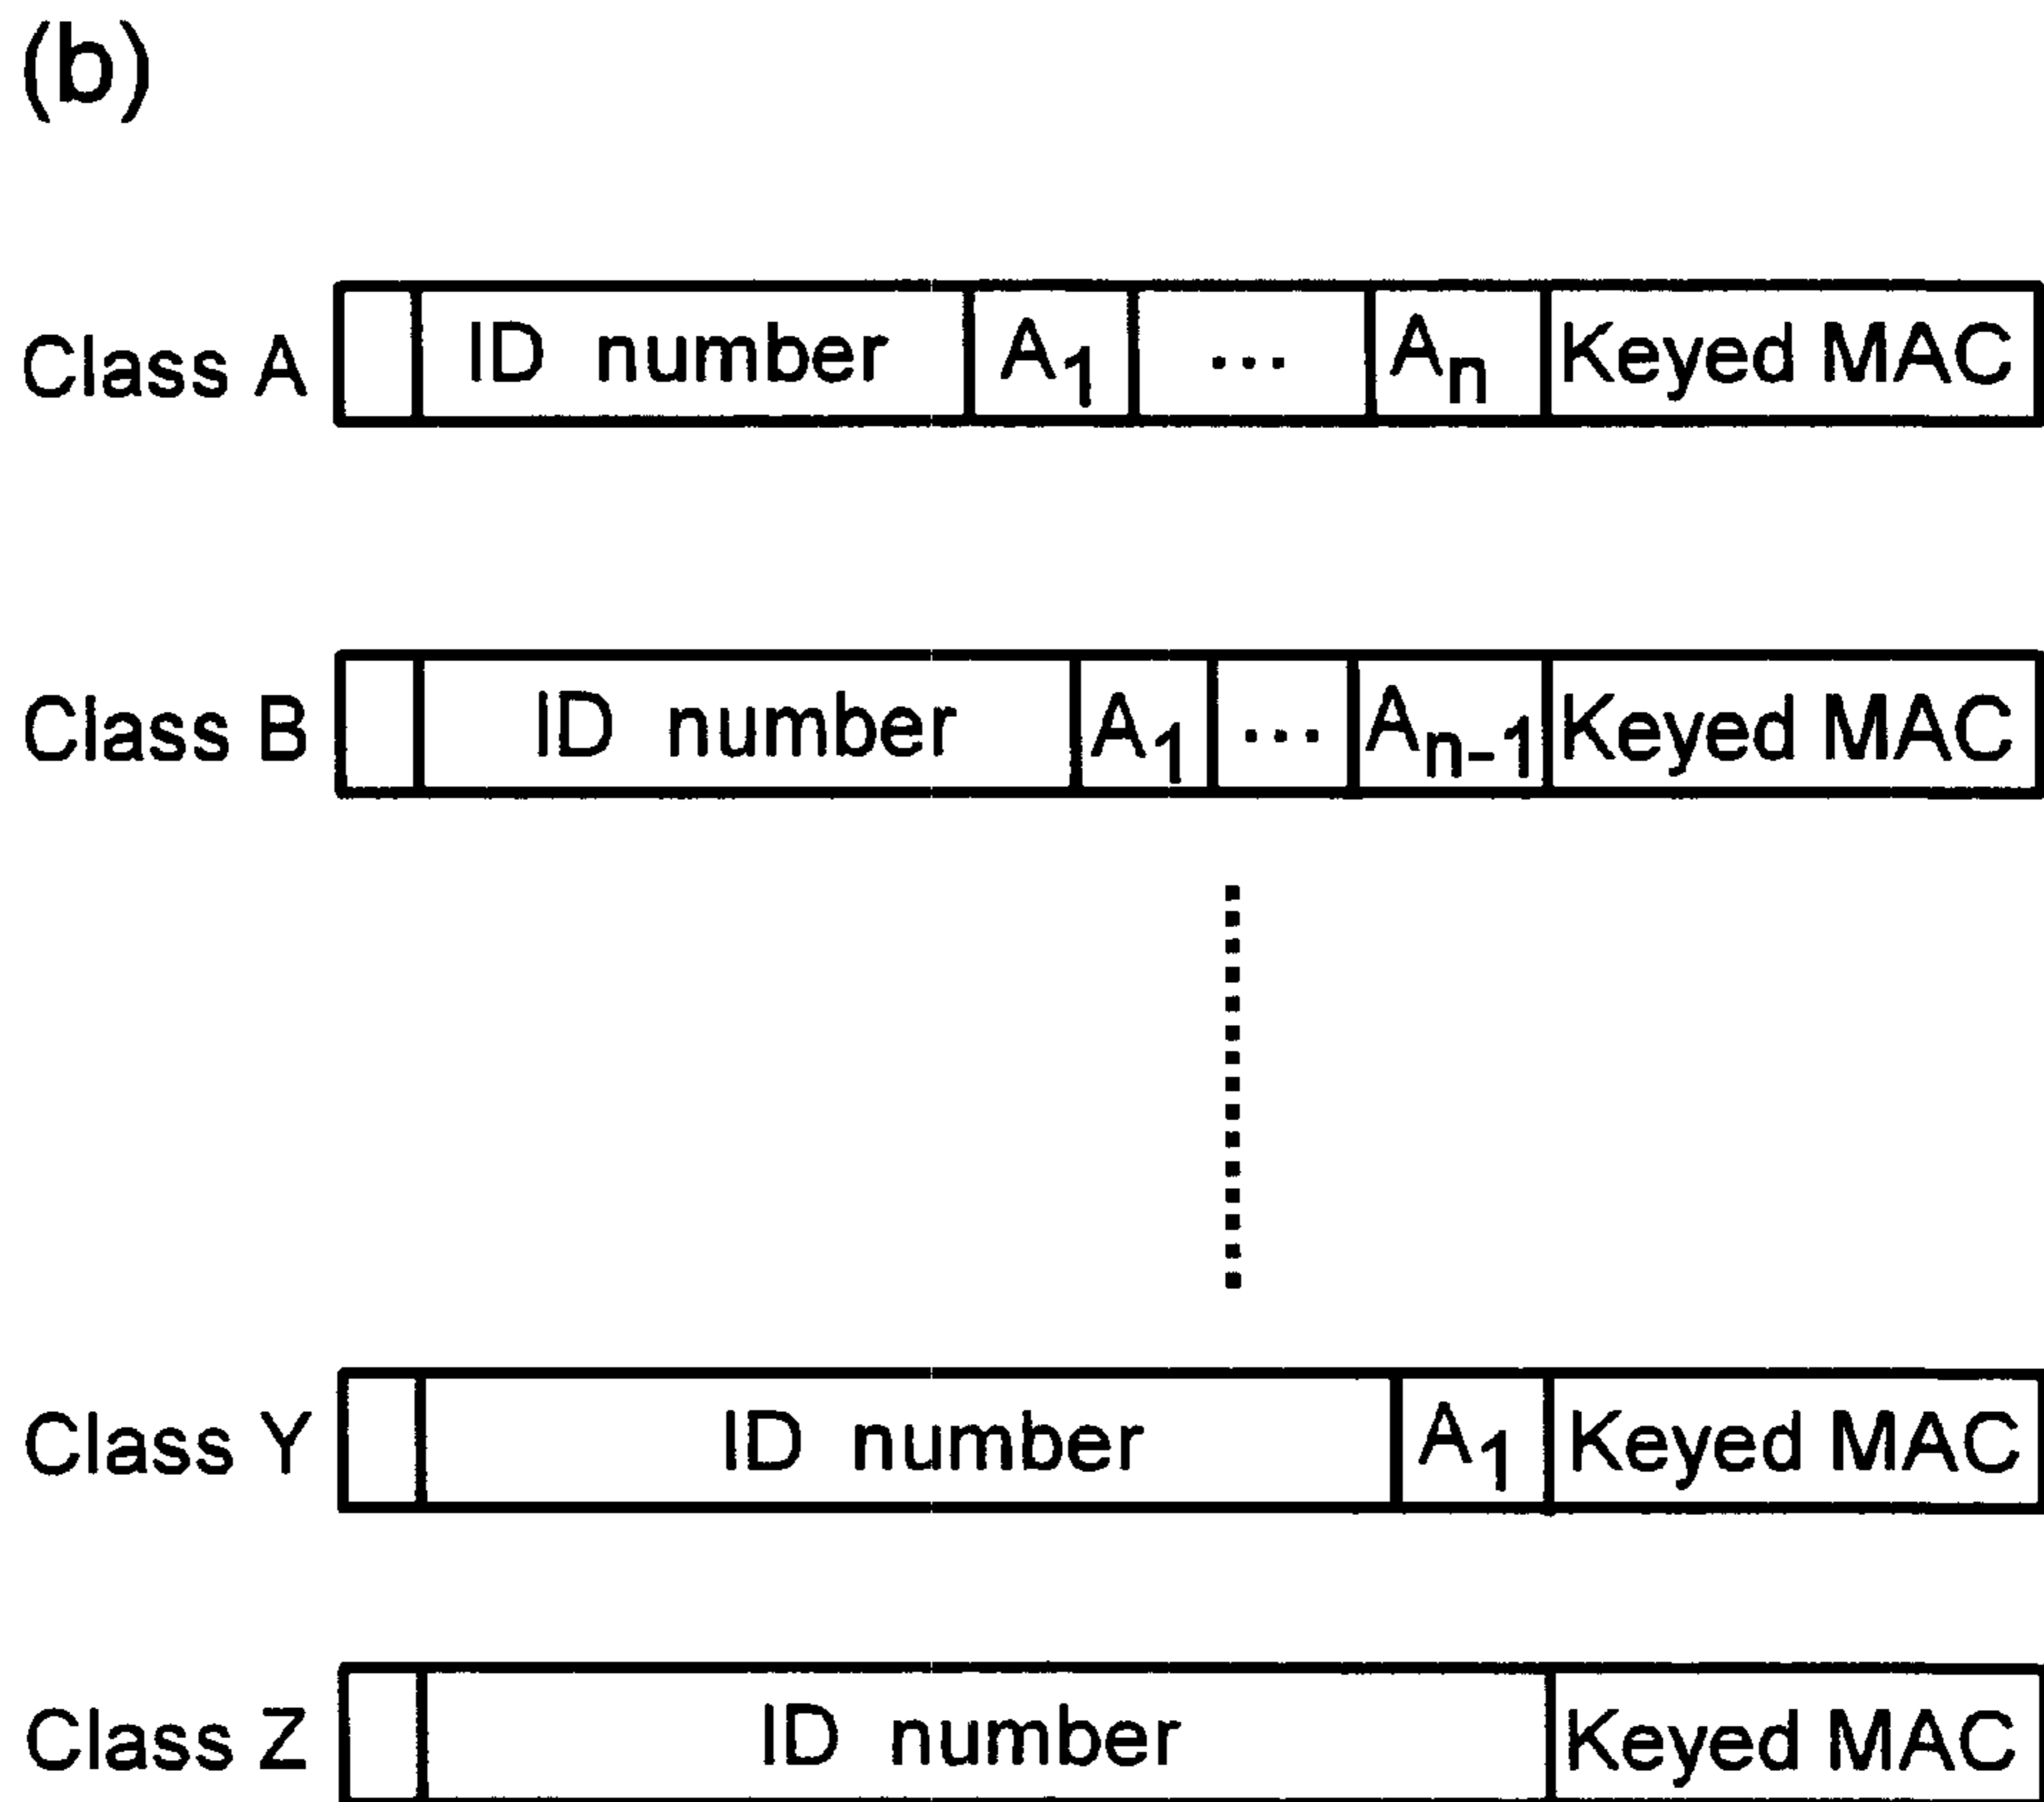 (b)
Class A ID number A1 ... An Keyed MAC
Class B ID number A1 ... An-1 Keyed MAC
Class Y ID number A1 Keyed MAC
Class Z ID number Keyed MAC